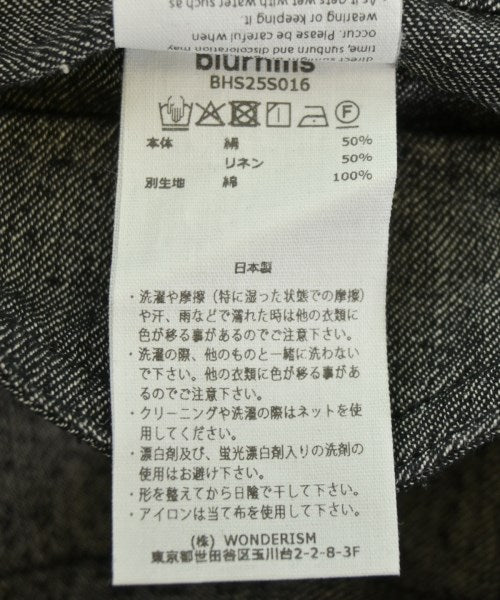 As it gets wet with water such as
wearing or keeping it
occur. Please be careful when
time, sunburn and discoloration may
direct
blurhms
BHS25S016
F
本体 絹 50%
リネン 50%
別生地 綿 100%
日本製
・洗濯や摩擦（特に湿った状態での摩擦）
や汗、雨などで濡れた時は他の衣類に
色が移る事があるのでご注意下さい。
・洗濯の際、他のものと一緒に洗わない
で下さい。他の衣類に色が移る事があ
るのでご注意下さい。
・クリーニングや洗濯の際はネットを使
用してください。
・漂白剤及び、蛍光漂白剤入りの洗剤の
使用はお避け下さい。
・形を整えてから日陰で干して下さい。
・アイロンは当て布を使用して下さい。
（株）WONDERISM
東京都世田谷区玉川台2-2-8-3F